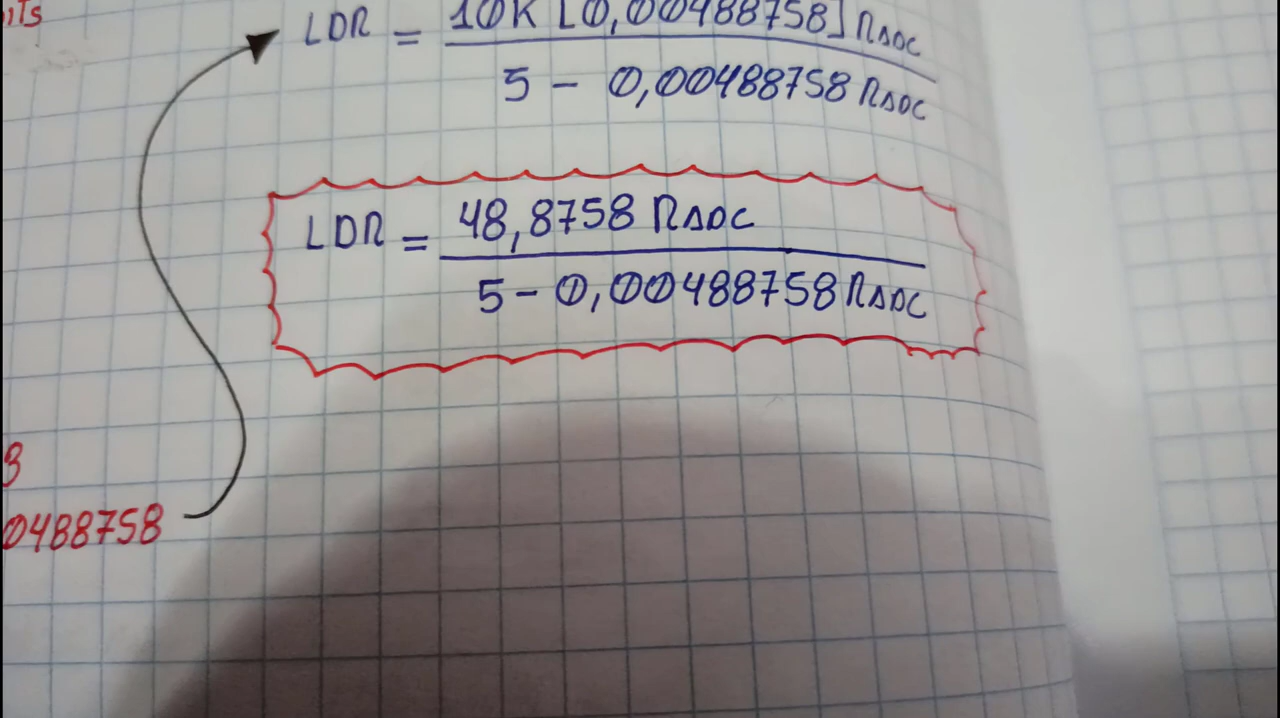 its
LDR = 10K [0,00488758] RADC
5 - 0,00488758 RADC
LDR = 48,8758 RADC
5 - 0,00488758 RADC
8
0488758